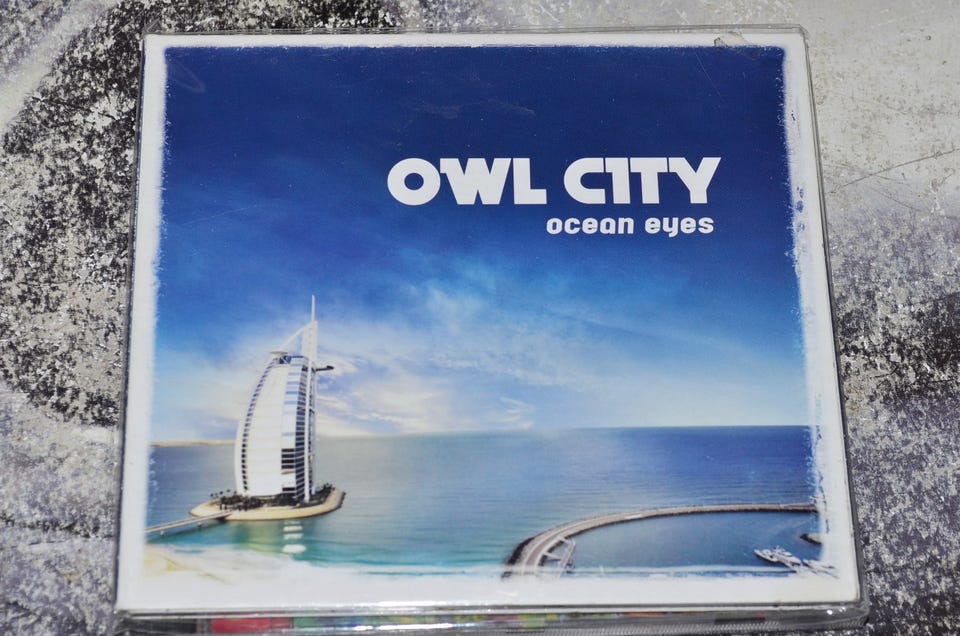 OWL CITY
ocean eyes